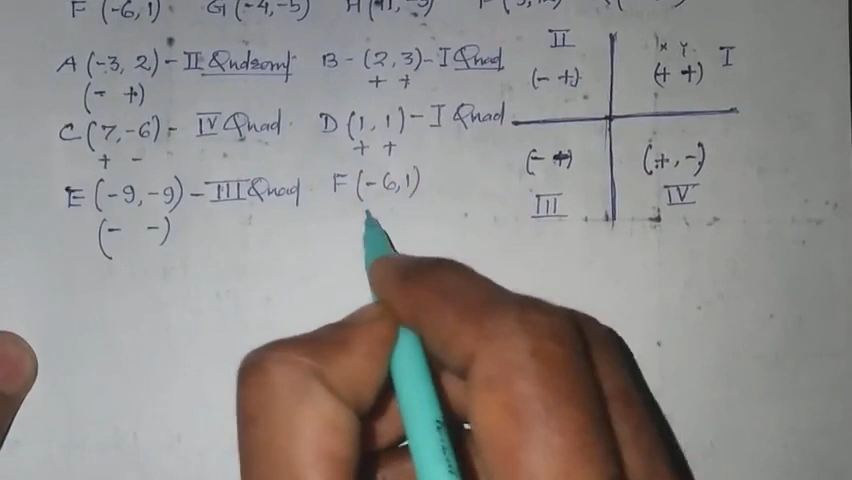 F (-6, 1) G (-4, -5)
A (-3, 2) - II B - (2, 3) - I Quad
(- +) + +
C (7, -6) - IV Quad. D (1, 1) - I Quad
+ - + +
E (-9, -9) - III Quad F (-6, 1)
(- -)
II X Y I
(- +) (+ +)
(- +) (+, -)
III IV